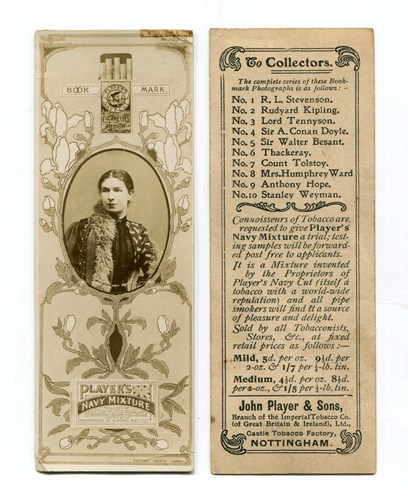 BOOK MARK
PLAYER'S
NAVY MIXTURE
To Collectors.
The complete series of these Book-
mark Photographs is as follows:—
No. 1 R. L. Stevenson.
No. 2 Rudyard Kipling.
No. 3 Lord Tennyson.
No. 4 Sir A. Conan Doyle.
No. 5 Sir Walter Besant.
No. 6 Thackeray.
No. 7 Count Tolstoy.
No. 8 Mrs. Humphrey Ward
No. 9 Anthony Hope.
No. 10 Stanley Weyman.
Connoisseurs of Tobacco are
requested to give Player's
Navy Mixture a trial; test-
ing samples will be forward-
ed post free to applicants.
It is a Mixture invented
by the Proprietors of
Player's Navy Cut (itself a
tobacco with a world-wide
reputation) and all pipe
smokers will find it a source
of pleasure and delight.
Sold by all Tobacconists,
Stores, &c., at fixed
retail prices as follows:—
Mild, 5d. per oz. 9½d. per
2-oz. & 1/7 per ¼-lb. tin.
Medium, 4½d. per oz. 8½d.
per 2-oz., & 1/5 per ¼-lb. tin.
John Player & Sons,
Branch of the Imperial Tobacco Co.
(of Great Britain & Ireland), Ltd.,
Castle Tobacco Factory,
NOTTINGHAM.